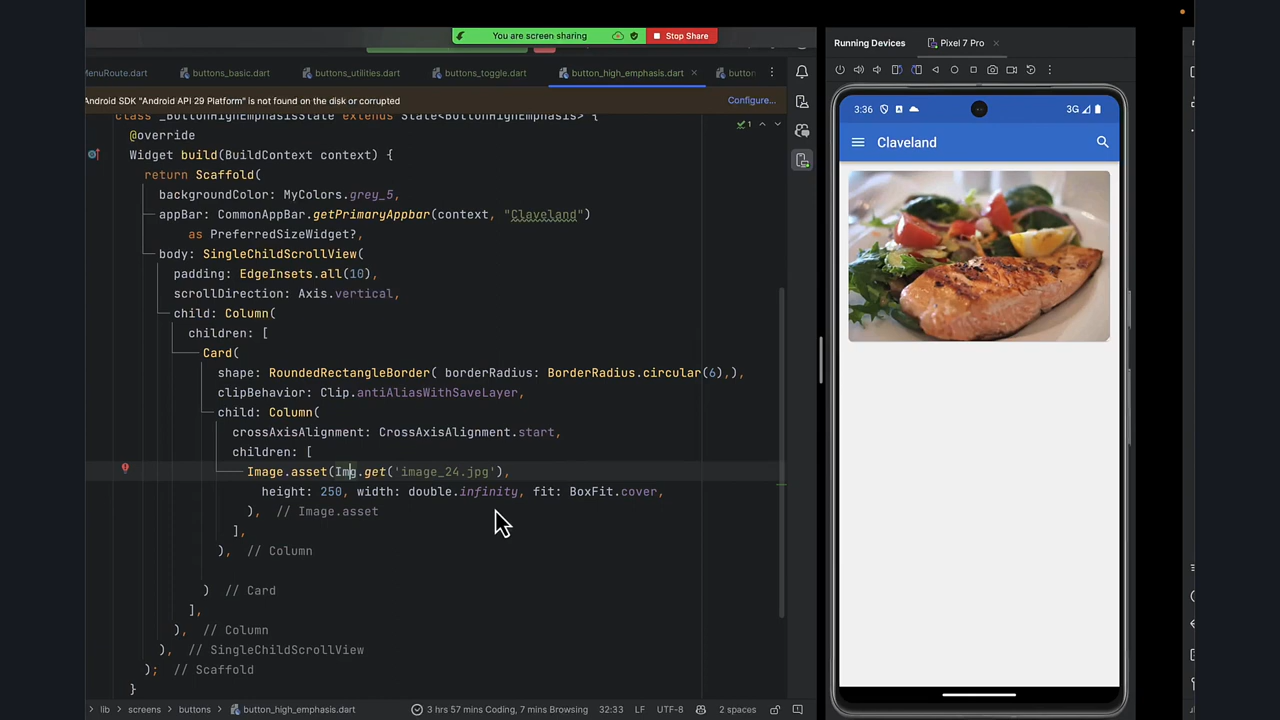 You are screen sharing
Stop Share
MenuRoute.dart
buttons_basic.dart
buttons_utilities.dart
buttons_toggle.dart
button_high_emphasis.dart
button
Android SDK "Android API 29 Platform" is not found on the disk or corrupted
Configure...
class _ButtonHighEmphasisState extends State<ButtonHighEmphasis> {
@override
Widget build(BuildContext context) {
return Scaffold(
backgroundColor: MyColors.grey_5,
appBar: CommonAppBar.getPrimaryAppbar(context, "Claveland")
as PreferredSizeWidget?,
body: SingleChildScrollView(
padding: EdgeInsets.all(10),
scrollDirection: Axis.vertical,
child: Column(
children: [
Card(
shape: RoundedRectangleBorder( borderRadius: BorderRadius.circular(6),),
clipBehavior: Clip.antiAliasWithSaveLayer,
child: Column(
crossAxisAlignment: CrossAxisAlignment.start,
children: [
Image.asset(Img.get('image_24.jpg'),
height: 250, width: double.infinity, fit: BoxFit.cover,
), // Image.asset
],
), // Column
) // Card
],
), // Column
), // SingleChildScrollView
); // Scaffold
}
lib
screens
buttons
button_high_emphasis.dart
3 hrs 57 mins Coding, 7 mins Browsing
32:33
LF
UTF-8
2 spaces
Running Devices
Pixel 7 Pro
3:36
3G
Claveland